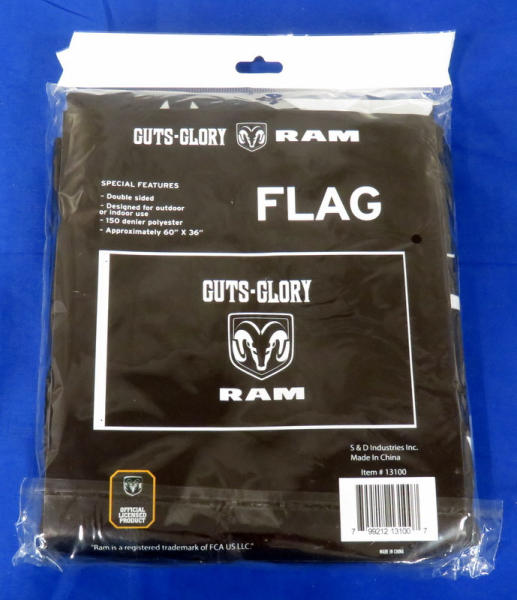 GUTS-GLORY RAM
SPECIAL FEATURES
- Double sided
- Designed for outdoor
or indoor use
- 150 denier polyester
- Approximately 60" X 36"
FLAG
GUTS-GLORY
RAM
S & D Industries Inc.
Made In China
Item # 13100
7 99212 13100 7
MADE IN CHINA
OFFICIAL
LICENSED
PRODUCT
"Ram is a registered trademark of FCA US LLC."